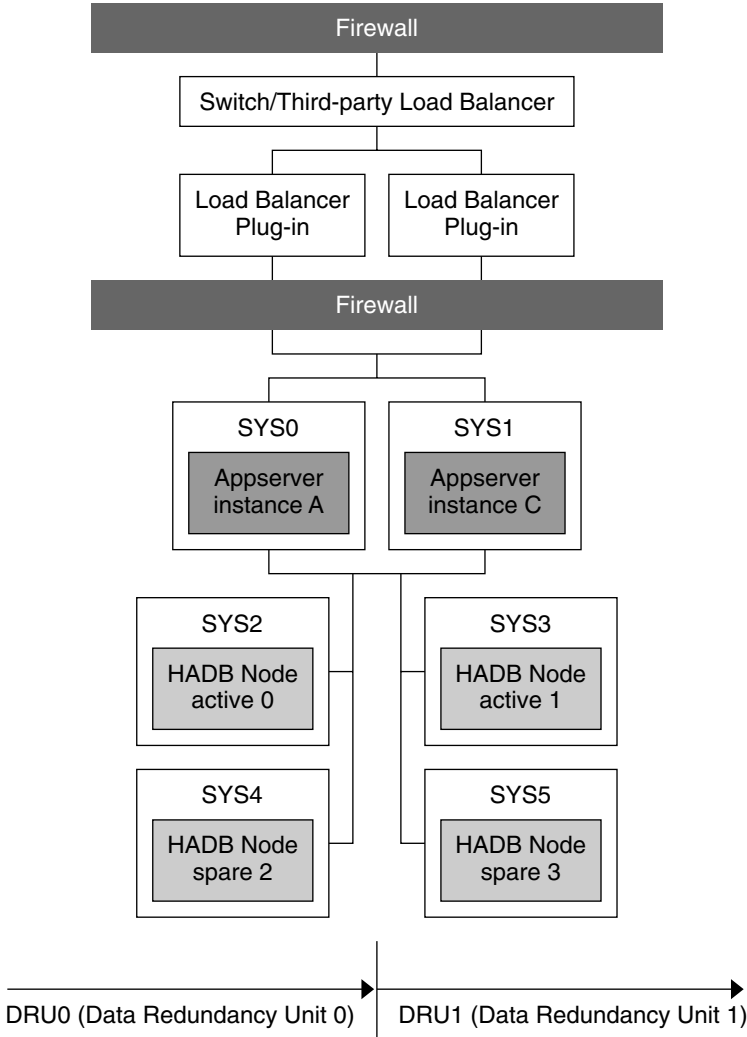 Firewall
Switch/Third-party Load Balancer
Load Balancer
Plug-in
Load Balancer
Plug-in
Firewall
SYS0
Appserver
instance A
SYS1
Appserver
instance C
SYS2
HADB Node
active 0
SYS3
HADB Node
active 1
SYS4
HADB Node
spare 2
SYS5
HADB Node
spare 3
DRU0 (Data Redundancy Unit 0)
DRU1 (Data Redundancy Unit 1)